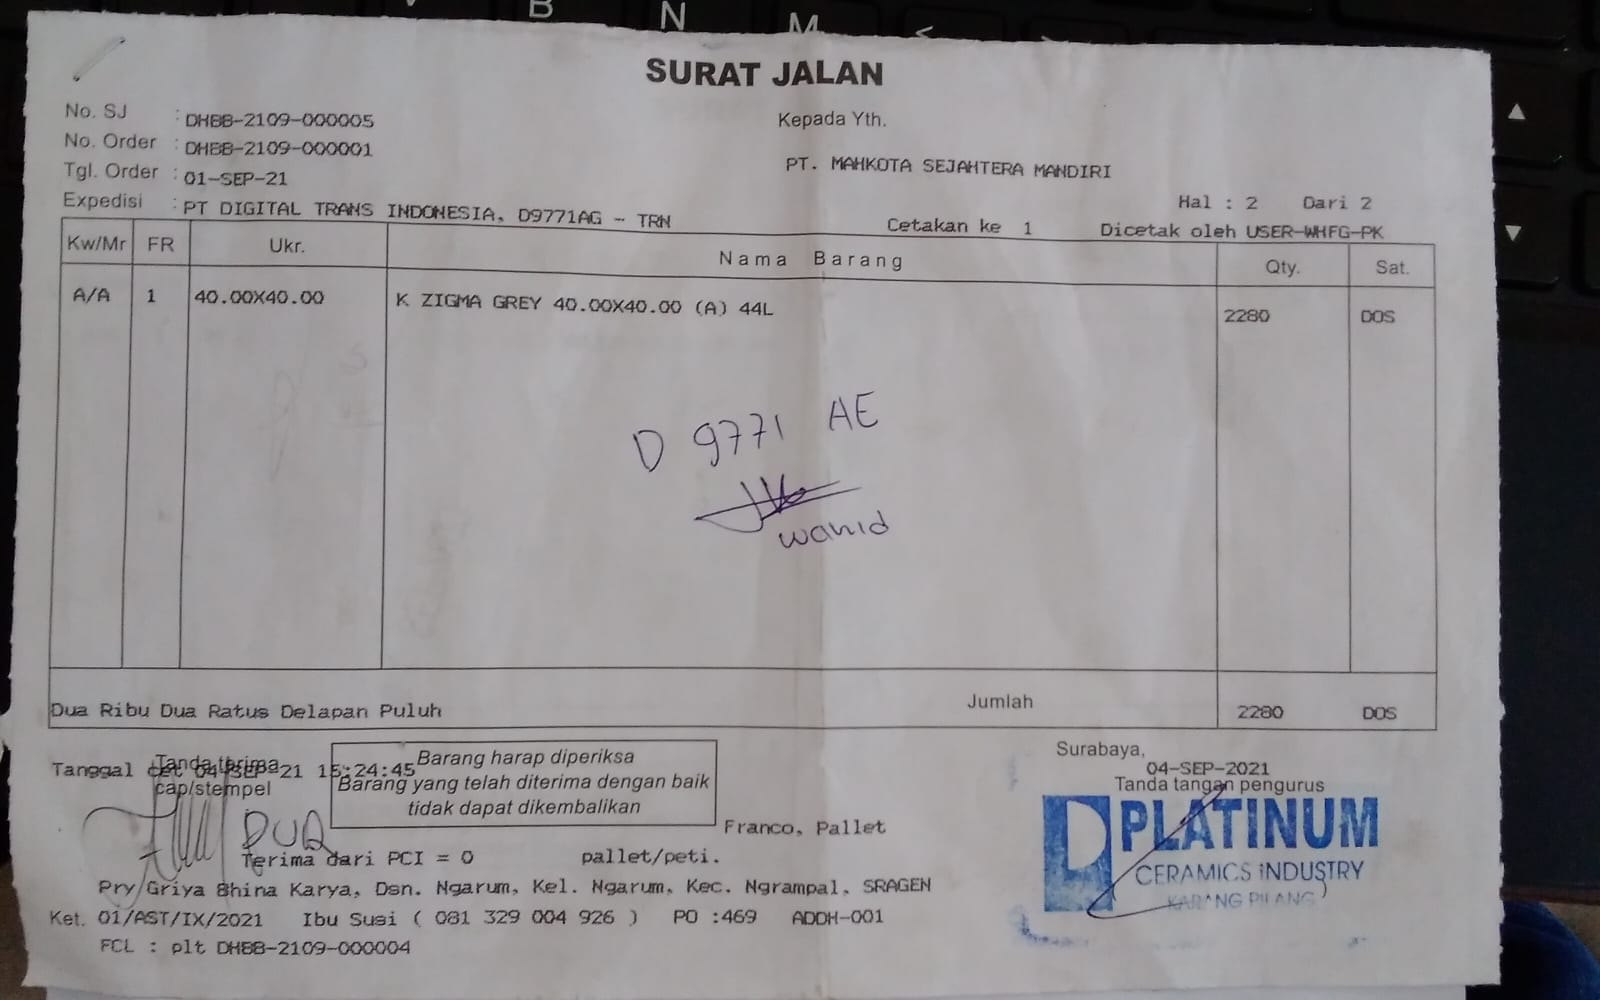 B N M <
SURAT JALAN
No. SJ : DHBB-2109-000005
Kepada Yth.
No. Order : DHBB-2109-000001
PT. MAHKOTA SEJAHTERA MANDIRI
Tgl. Order : 01-SEP-21
Hal : 2 Dari 2
Expedisi : PT DIGITAL TRANS INDONESIA, D9771AG - TRN
Cetakan ke 1 Dicetak oleh USER-WHFG-PK
Kw/Mr FR Ukr. Nama Barang Qty. Sat.
A/A 1 40.00X40.00 K ZIGMA GREY 40.00X40.00 (A) 44L 2280 DOS
D 9771 AE
wahid
Jumlah
Dua Ribu Dua Ratus Delapan Puluh 2280 DOS
Surabaya,
04-SEP-2021
Tanda tangan pengurus
Tanda terima
Tanggal cet 04-SEP-21 15:24:45
cap/stempel
Barang harap diperiksa
Barang yang telah diterima dengan baik
tidak dapat dikembalikan
PLATINUM
CERAMICS INDUSTRY
KARANG PILANG
Franco, Pallet
Terima dari PCI = 0 pallet/peti.
Pry Griya Bhina Karya, Dsn. Ngarum, Kel. Ngarum, Kec. Ngrampal, SRAGEN
Ket. 01/AST/IX/2021 Ibu Susi ( 081 329 004 926 ) PO :469 ADDH-001
FCL : plt DHBB-2109-000004